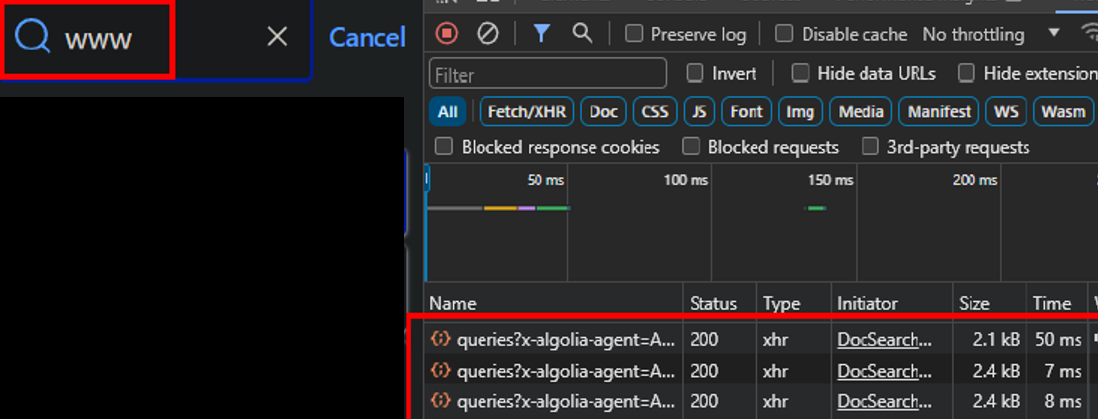 www
Cancel
Preserve log
Disable cache
No throttling
Filter
Invert
Hide data URLs
Hide extension
All
Fetch/XHR
Doc
CSS
JS
Font
Img
Media
Manifest
WS
Wasm
Blocked response cookies
Blocked requests
3rd-party requests
50 ms
100 ms
150 ms
200 ms
Name Status Type Initiator Size Time
queries?x-algolia-agent=A... 200 xhr DocSearch... 2.1 kB 50 ms
queries?x-algolia-agent=A... 200 xhr DocSearch... 2.4 kB 7 ms
queries?x-algolia-agent=A... 200 xhr DocSearch... 2.4 kB 8 ms